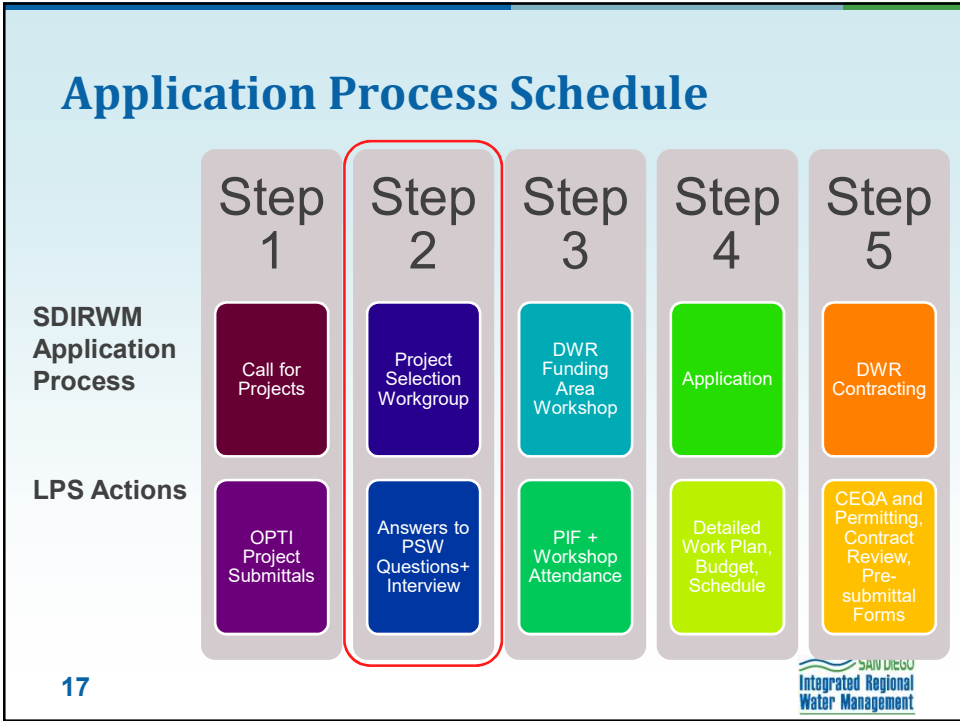 Application Process Schedule
Step
1
Step
2
Step
3
Step
4
Step
5
SDIRWM
Application
Process
Call for
Projects
Project
Selection
Workgroup
DWR
Funding
Area
Workshop
Application
DWR
Contracting
LPS Actions
OPTI
Project
Submittals
Answers to
PSW
Questions+
Interview
PIF +
Workshop
Attendance
Detailed
Work Plan,
Budget,
Schedule
CEQA and
Permitting,
Contract
Review,
Pre-
submittal
Forms
17
SAN DIEGO
Integrated Regional
Water Management